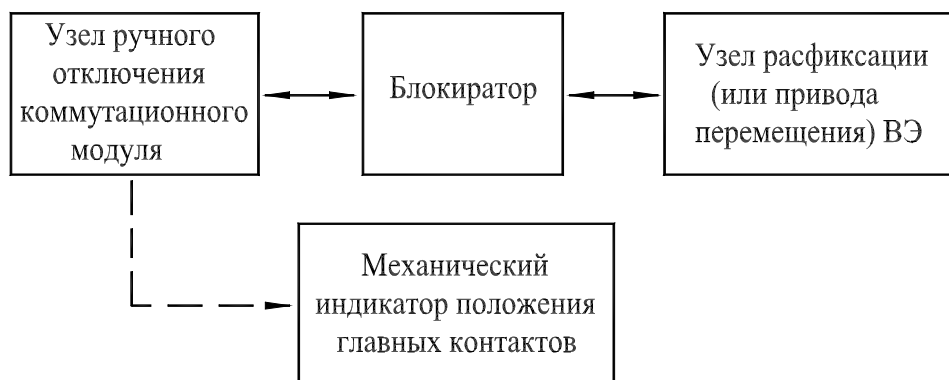 Узел ручного
отключения
коммутационного
модуля
Блокиратор
Узел расфиксации
(или привода
перемещения) ВЭ
Механический
индикатор положения
главных контактов